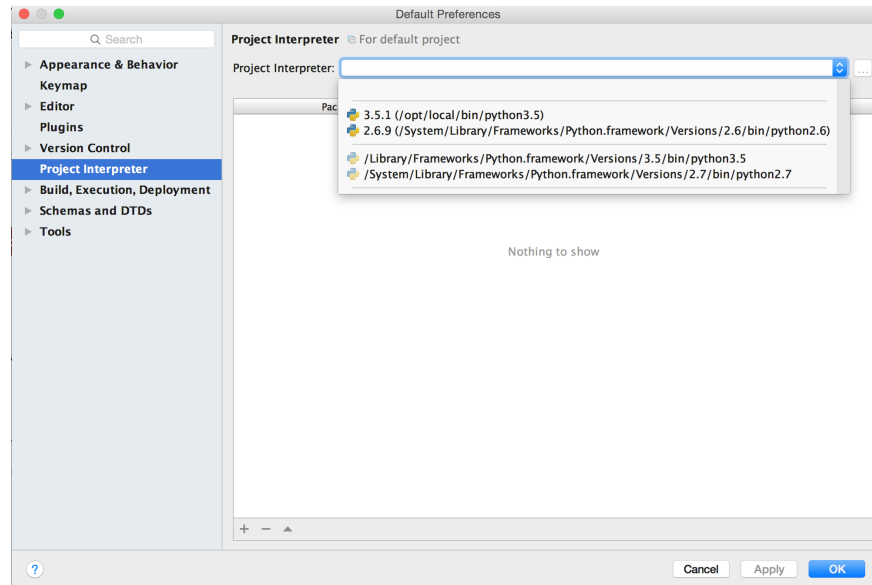 Default Preferences
Search
Project Interpreter For default project
Appearance & Behavior
Project Interpreter:
...
Keymap
Editor
Pac
3.5.1 (/opt/local/bin/python3.5)
Plugins
2.6.9 (/System/Library/Frameworks/Python.framework/Versions/2.6/bin/python2.6)
Version Control
/Library/Frameworks/Python.framework/Versions/3.5/bin/python3.5
Project Interpreter
/System/Library/Frameworks/Python.framework/Versions/2.7/bin/python2.7
Build, Execution, Deployment
Schemas and DTDs
Tools
Nothing to show
+ −
?
Cancel
Apply
OK